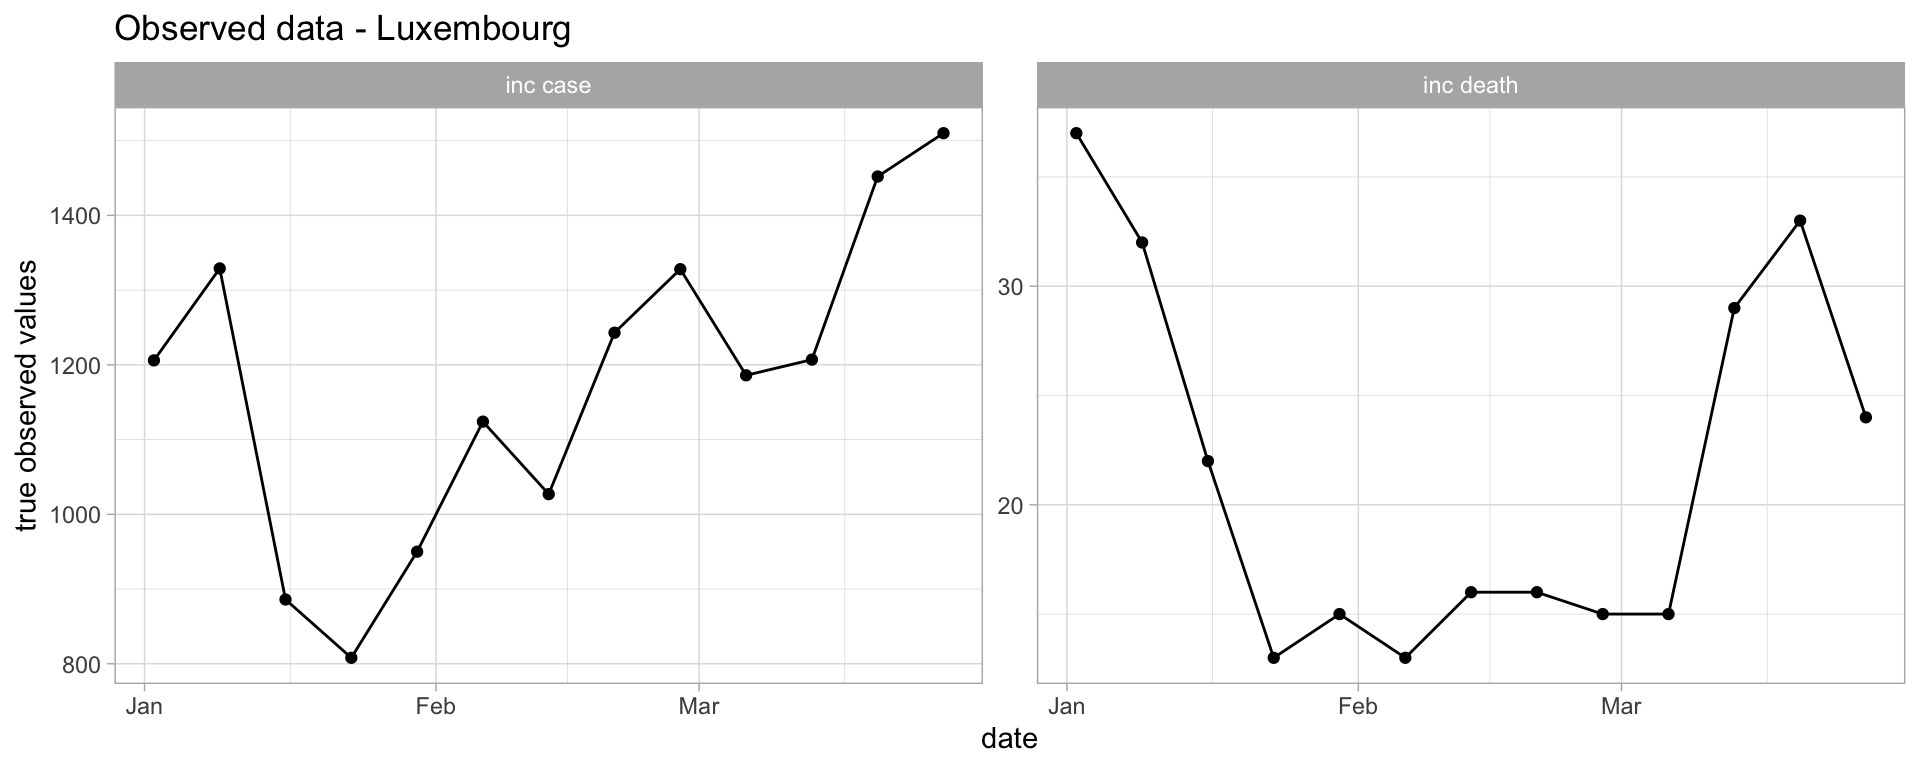 Observed data - Luxembourg
inc case
inc death
true observed values
1400
1200
1000
800
30
20
Jan
Feb
Mar
Jan
Feb
Mar
date